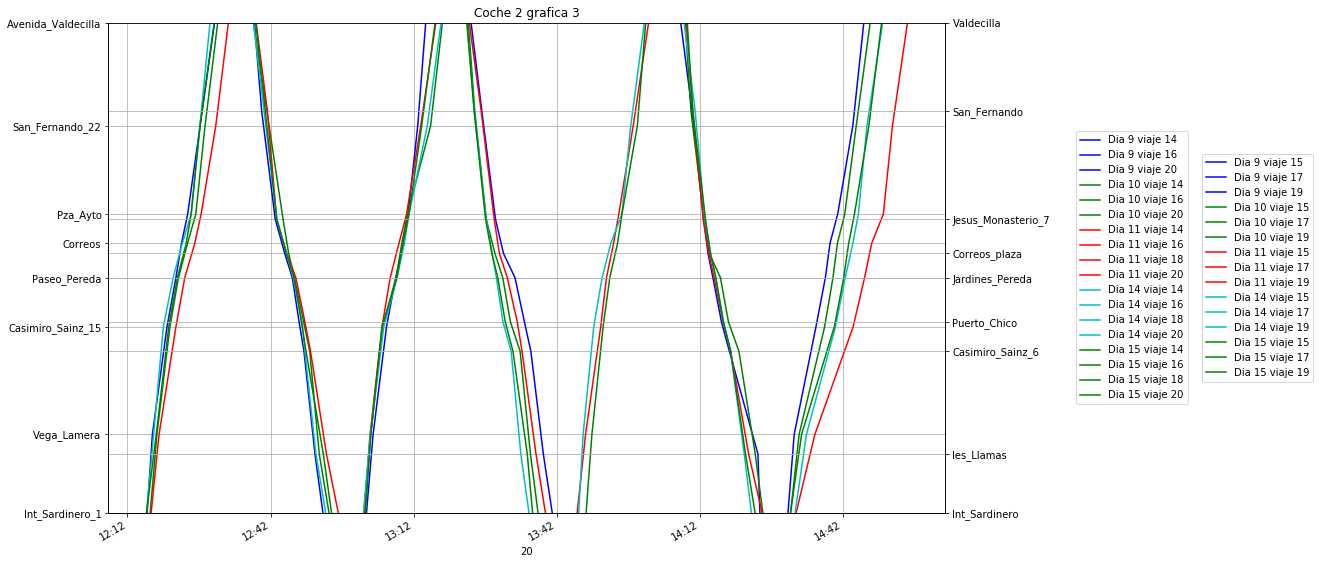 Coche 2 grafica 3
Avenida_Valdecilla
San_Fernando_22
Pza_Ayto
Correos
Paseo_Pereda
Casimiro_Sainz_15
Vega_Lamera
Int_Sardinero_1
Valdecilla
San_Fernando
Jesus_Monasterio_7
Correos_plaza
Jardines_Pereda
Puerto_Chico
Casimiro_Sainz_6
Ies_Llamas
Int_Sardinero
12:12
12:42
13:12
13:42
14:12
14:42
20
Dia 9 viaje 14
Dia 9 viaje 16
Dia 9 viaje 20
Dia 10 viaje 14
Dia 10 viaje 16
Dia 10 viaje 20
Dia 11 viaje 14
Dia 11 viaje 16
Dia 11 viaje 18
Dia 11 viaje 20
Dia 14 viaje 14
Dia 14 viaje 16
Dia 14 viaje 18
Dia 14 viaje 20
Dia 15 viaje 14
Dia 15 viaje 16
Dia 15 viaje 18
Dia 15 viaje 20
Dia 9 viaje 15
Dia 9 viaje 17
Dia 9 viaje 19
Dia 10 viaje 15
Dia 10 viaje 17
Dia 10 viaje 19
Dia 11 viaje 15
Dia 11 viaje 17
Dia 11 viaje 19
Dia 14 viaje 15
Dia 14 viaje 17
Dia 14 viaje 19
Dia 15 viaje 15
Dia 15 viaje 17
Dia 15 viaje 19